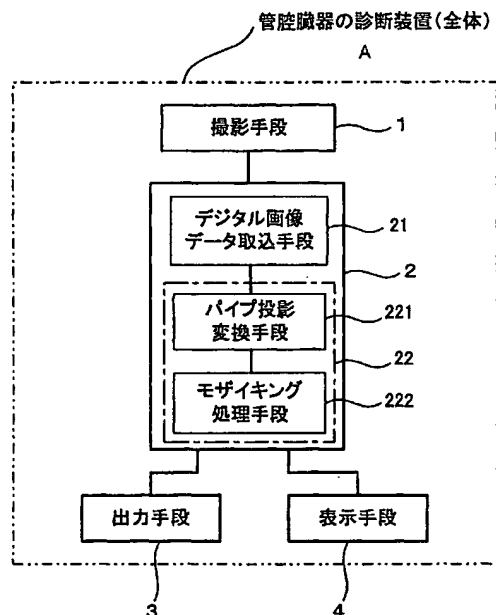 管腔臓器の診断装置(全体)
A
撮影手段
1
デジタル画像
データ取込手段
21
2
パイプ投影
変換手段
221
22
モザイキング
処理手段
222
出力手段
表示手段
3
4